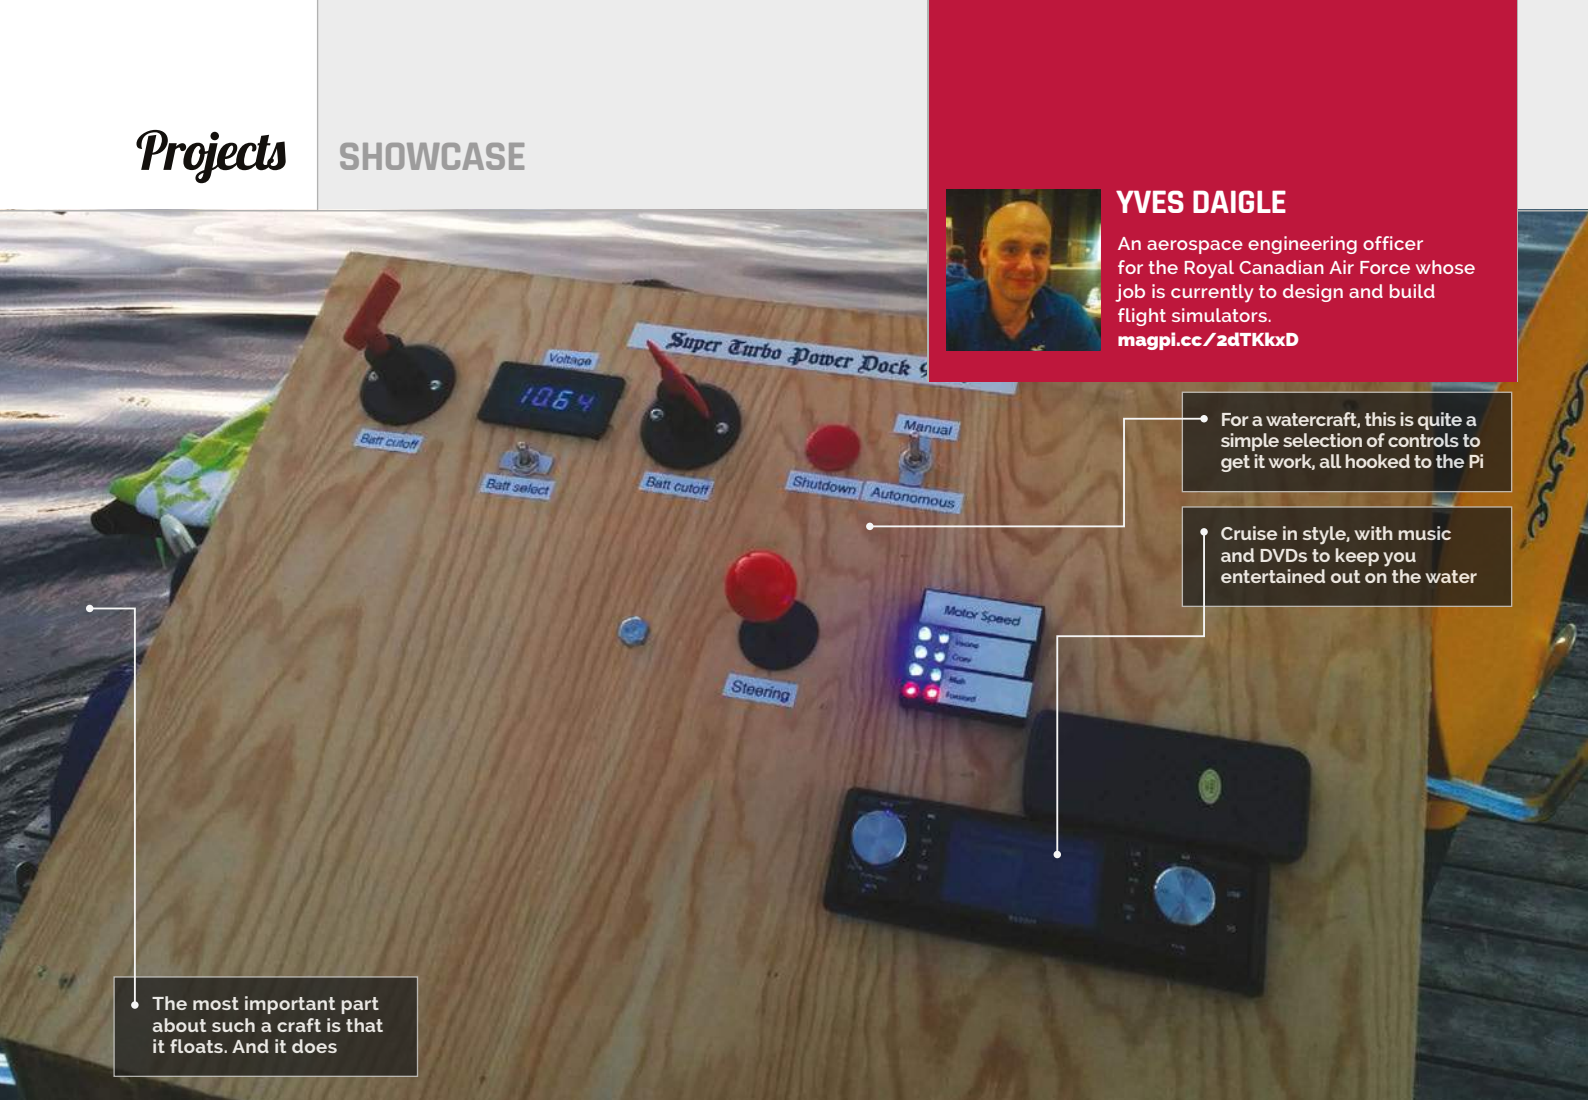 Projects
SHOWCASE
YVES DAIGLE
An aerospace engineering officer
for the Royal Canadian Air Force whose
job is currently to design and build
flight simulators.
magpi.cc/2dTKkxD
Super Turbo Power Dock
Voltage
10.64
Batt cutoff
Batt select
Batt cutoff
Shutdown
Manual
Autonomous
Steering
Motor Speed
Forward
For a watercraft, this is quite a
simple selection of controls to
get it work, all hooked to the Pi
Cruise in style, with music
and DVDs to keep you
entertained out on the water
The most important part
about such a craft is that
it floats. And it does